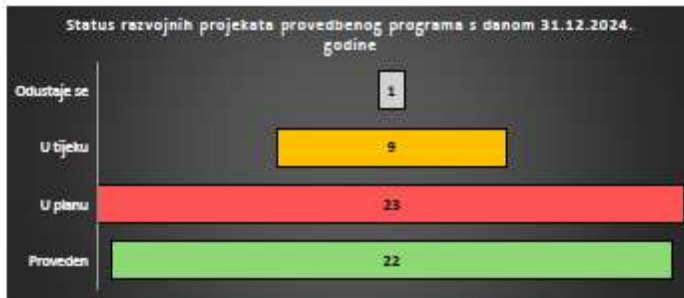 Status razvojnih projekata provedbenog programa s danom 31.12.2024.
godine
Odustaje se
1
U tijeku
9
U planu
23
Proveden
22